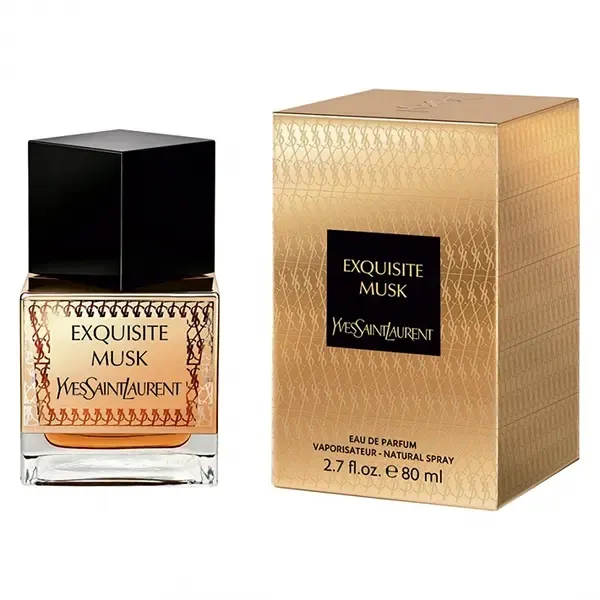 EXQUISITE
MUSK
YVESSAINTLAURENT
EXQUISITE
MUSK
YVESSAINTLAURENT
EAU DE PARFUM
VAPORISATEUR - NATURAL SPRAY
2.7 fl.oz. ℮ 80 ml